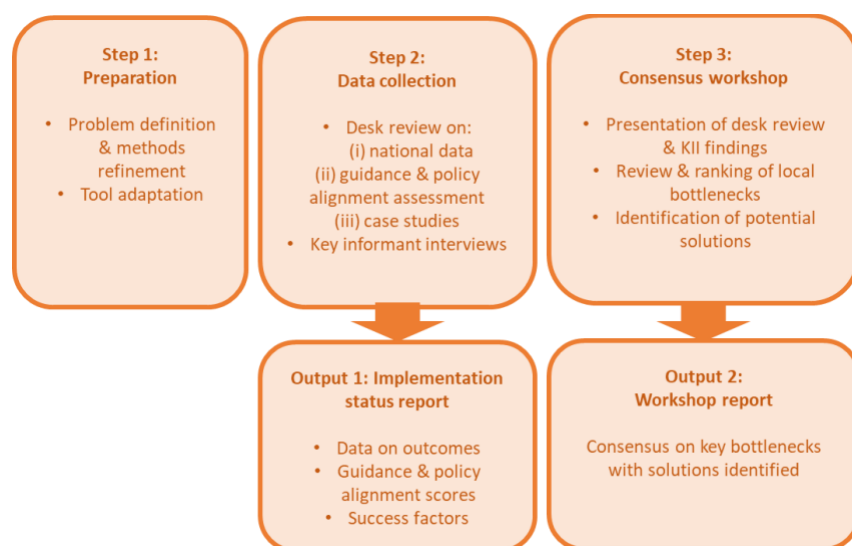 Step 1:
Preparation
• Problem definition
& methods
refinement
• Tool adaptation
Step 2:
Data collection
• Desk review on:
(i) national data
(ii) guidance & policy
alignment assessment
(iii) case studies
• Key informant interviews
Step 3:
Consensus workshop
• Presentation of desk review
& KII findings
• Review & ranking of local
bottlenecks
• Identification of potential
solutions
Output 1: Implementation
status report
• Data on outcomes
• Guidance & policy
alignment scores
• Success factors
Output 2:
Workshop report
Consensus on key bottlenecks
with solutions identified